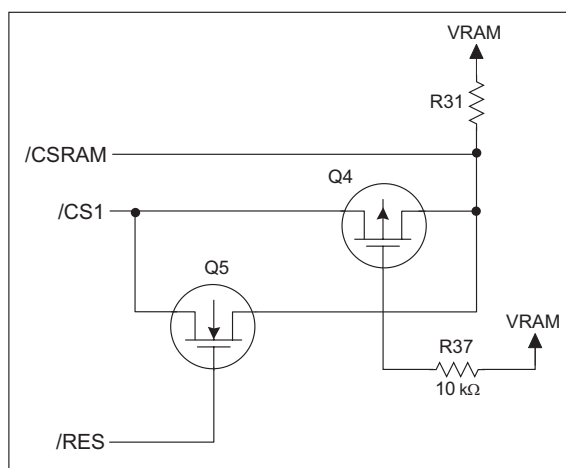 VRAM
R31
/CSRAM
Q4
/CS1
Q5
VRAM
R37
10 kΩ
/RES